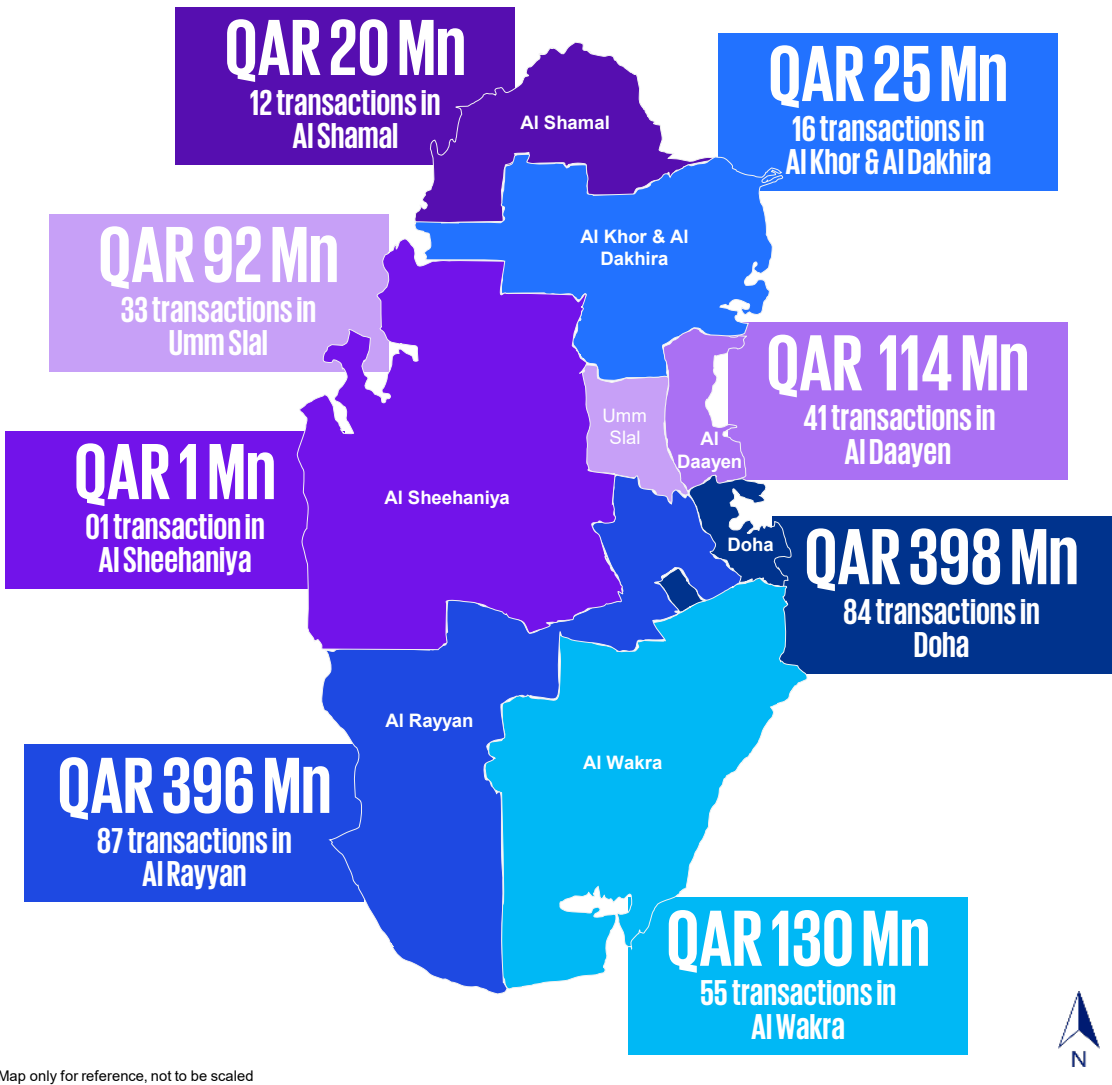 QAR 20 Mn
12 transactions in
Al Shamal
QAR 25 Mn
16 transactions in
Al Khor & Al Dakhira
Al Shamal
QAR 92 Mn
33 transactions in
Umm Slal
Al Khor & Al
Dakhira
QAR 114 Mn
41 transactions in
Al Daayen
Umm
Slal
Al
Daayen
QAR 1 Mn
01 transaction in
Al Sheehaniya
Al Sheehaniya
Doha
QAR 398 Mn
84 transactions in
Doha
Al Rayyan
Al Wakra
QAR 396 Mn
87 transactions in
Al Rayyan
QAR 130 Mn
55 transactions in
Al Wakra
N
Map only for reference, not to be scaled